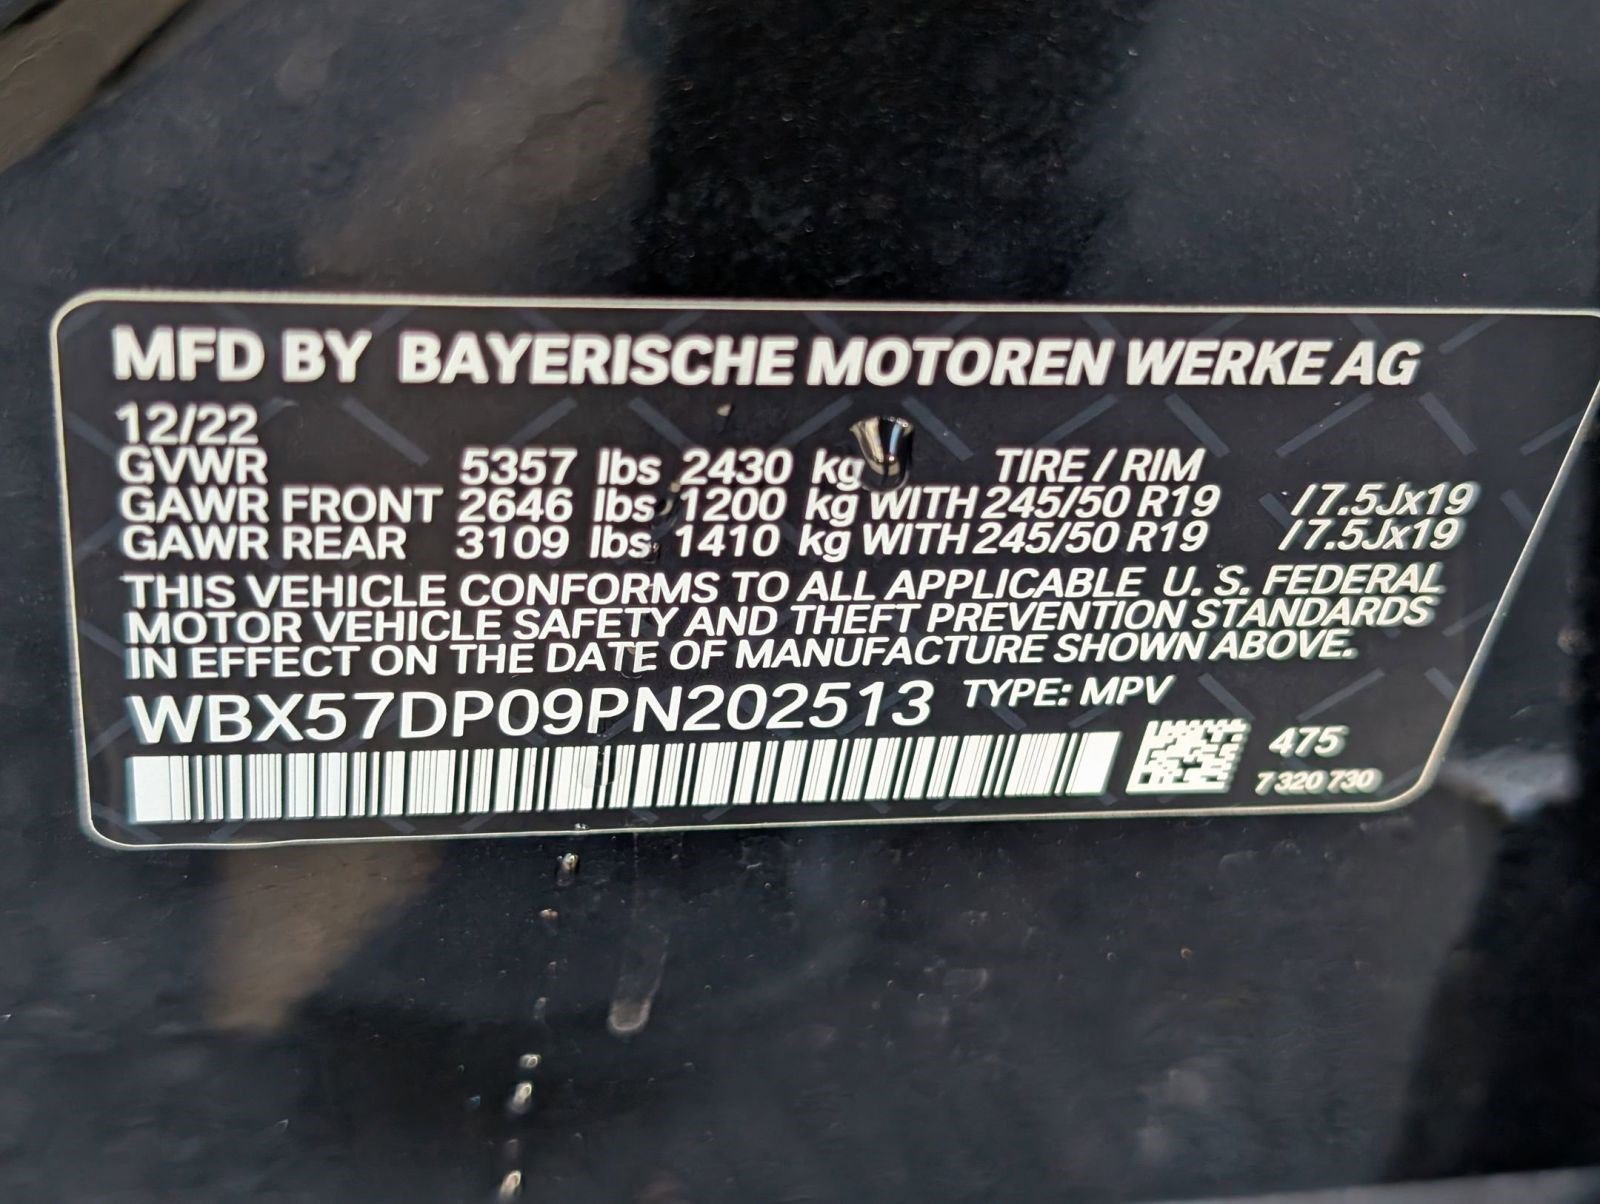 MFD BY BAYERISCHE MOTOREN WERKE AG
12/22
GVWR 5357 lbs 2430 kg TIRE / RIM
GAWR FRONT 2646 lbs, 1200 kg WITH 245/50 R19 /7.5Jx19
GAWR REAR 3109 lbs, 1410 kg WITH 245/50 R19 /7.5Jx19
THIS VEHICLE CONFORMS TO ALL APPLICABLE U. S. FEDERAL
MOTOR VEHICLE SAFETY AND THEFT PREVENTION STANDARDS
IN EFFECT ON THE DATE OF MANUFACTURE SHOWN ABOVE.
WBX57DP09PN202513 TYPE: MPV
475
7 320 730